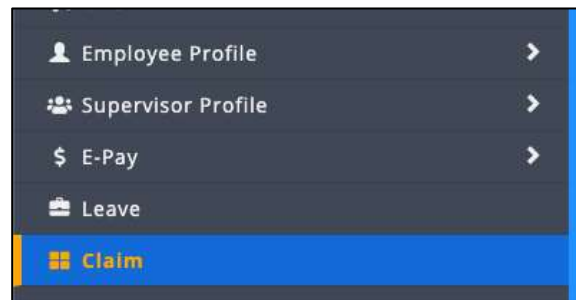 Employee Profile
Supervisor Profile
$ E-Pay
Leave
Claim